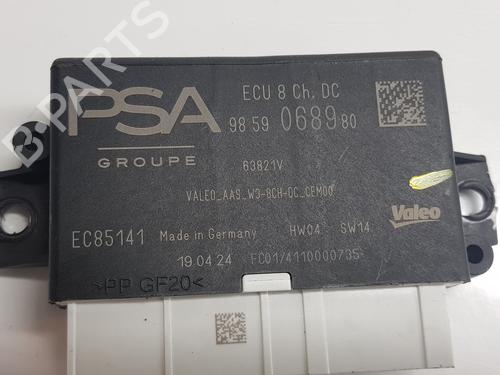 PSA
GROUPE
ECU 8 Ch, DC
98 59 0689 80
63821V
VALEO_AAS_W3-8CH-DC_CEM00
EC85141 Made in Germany HW04 SW14
Valeo
19 04 24 FC01/4110000735
>PP GF20<
B-PARTS